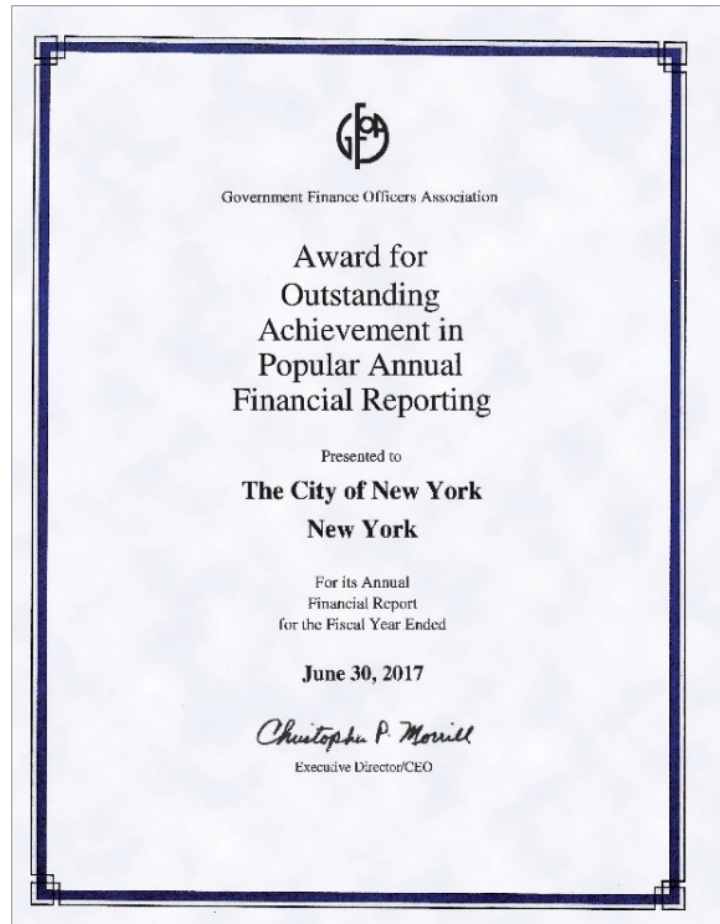 GFOA
Government Finance Officers Association
Award for
Outstanding
Achievement in
Popular Annual
Financial Reporting
Presented to
The City of New York
New York
For its Annual
Financial Report
for the Fiscal Year Ended
June 30, 2017
Christopher P. Morrill
Executive Director/CEO